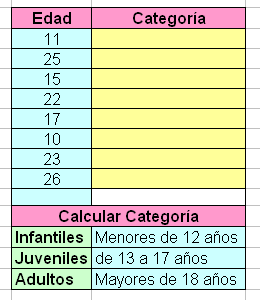 Edad Categoría
11
25
15
22
17
10
23
26
Calcular Categoría
Infantiles Menores de 12 años
Juveniles de 13 a 17 años
Adultos Mayores de 18 años